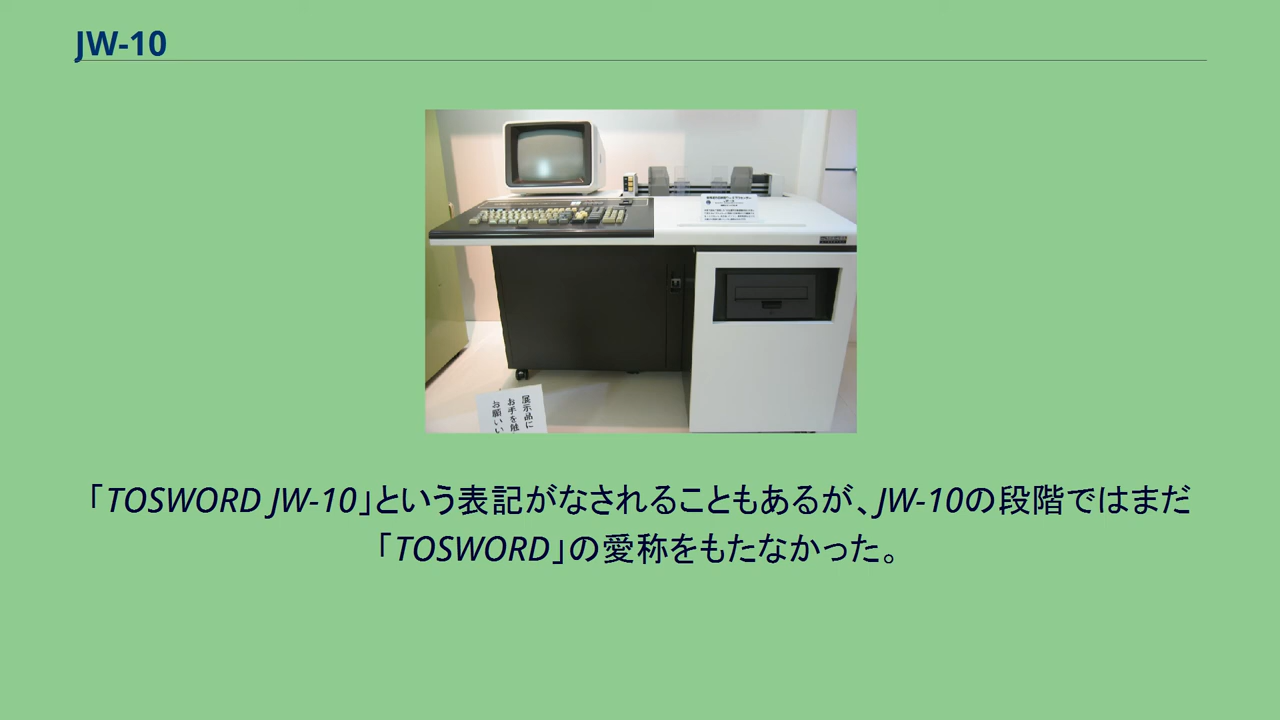 JW-10
展示品に
お手を触
お願いい
「TOSWORD JW-10」という表記がなされることもあるが、JW-10の段階ではまだ
「TOSWORD」の愛称をもたなかった。